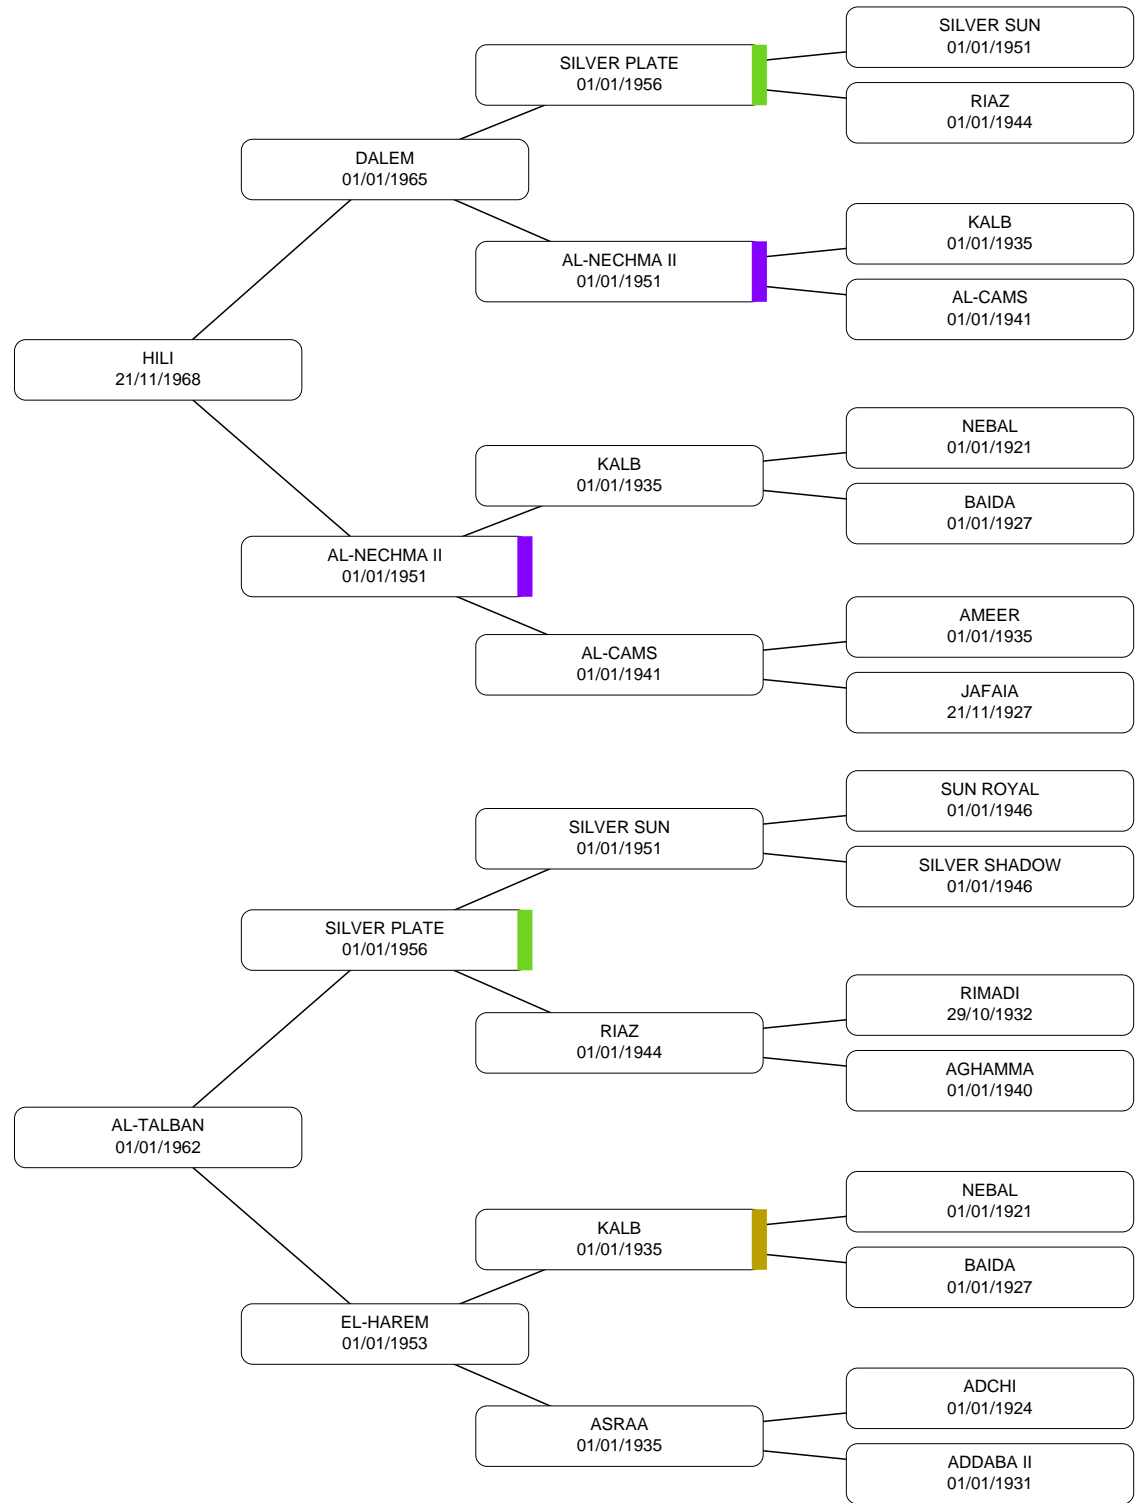 SILVER SUN
01/01/1951
SILVER PLATE
01/01/1956
RIAZ
01/01/1944
DALEM
01/01/1965
KALB
01/01/1935
AL-NECHMA II
01/01/1951
AL-CAMS
01/01/1941
HILI
21/11/1968
NEBAL
01/01/1921
KALB
01/01/1935
BAIDA
01/01/1927
AL-NECHMA II
01/01/1951
AMEER
01/01/1935
AL-CAMS
01/01/1941
JAFAIA
21/11/1927
SUN ROYAL
01/01/1946
SILVER SUN
01/01/1951
SILVER SHADOW
01/01/1946
SILVER PLATE
01/01/1956
RIMADI
29/10/1932
RIAZ
01/01/1944
AGHAMMA
01/01/1940
AL-TALBAN
01/01/1962
NEBAL
01/01/1921
KALB
01/01/1935
BAIDA
01/01/1927
EL-HAREM
01/01/1953
ADCHI
01/01/1924
ASRAA
01/01/1935
ADDABA II
01/01/1931